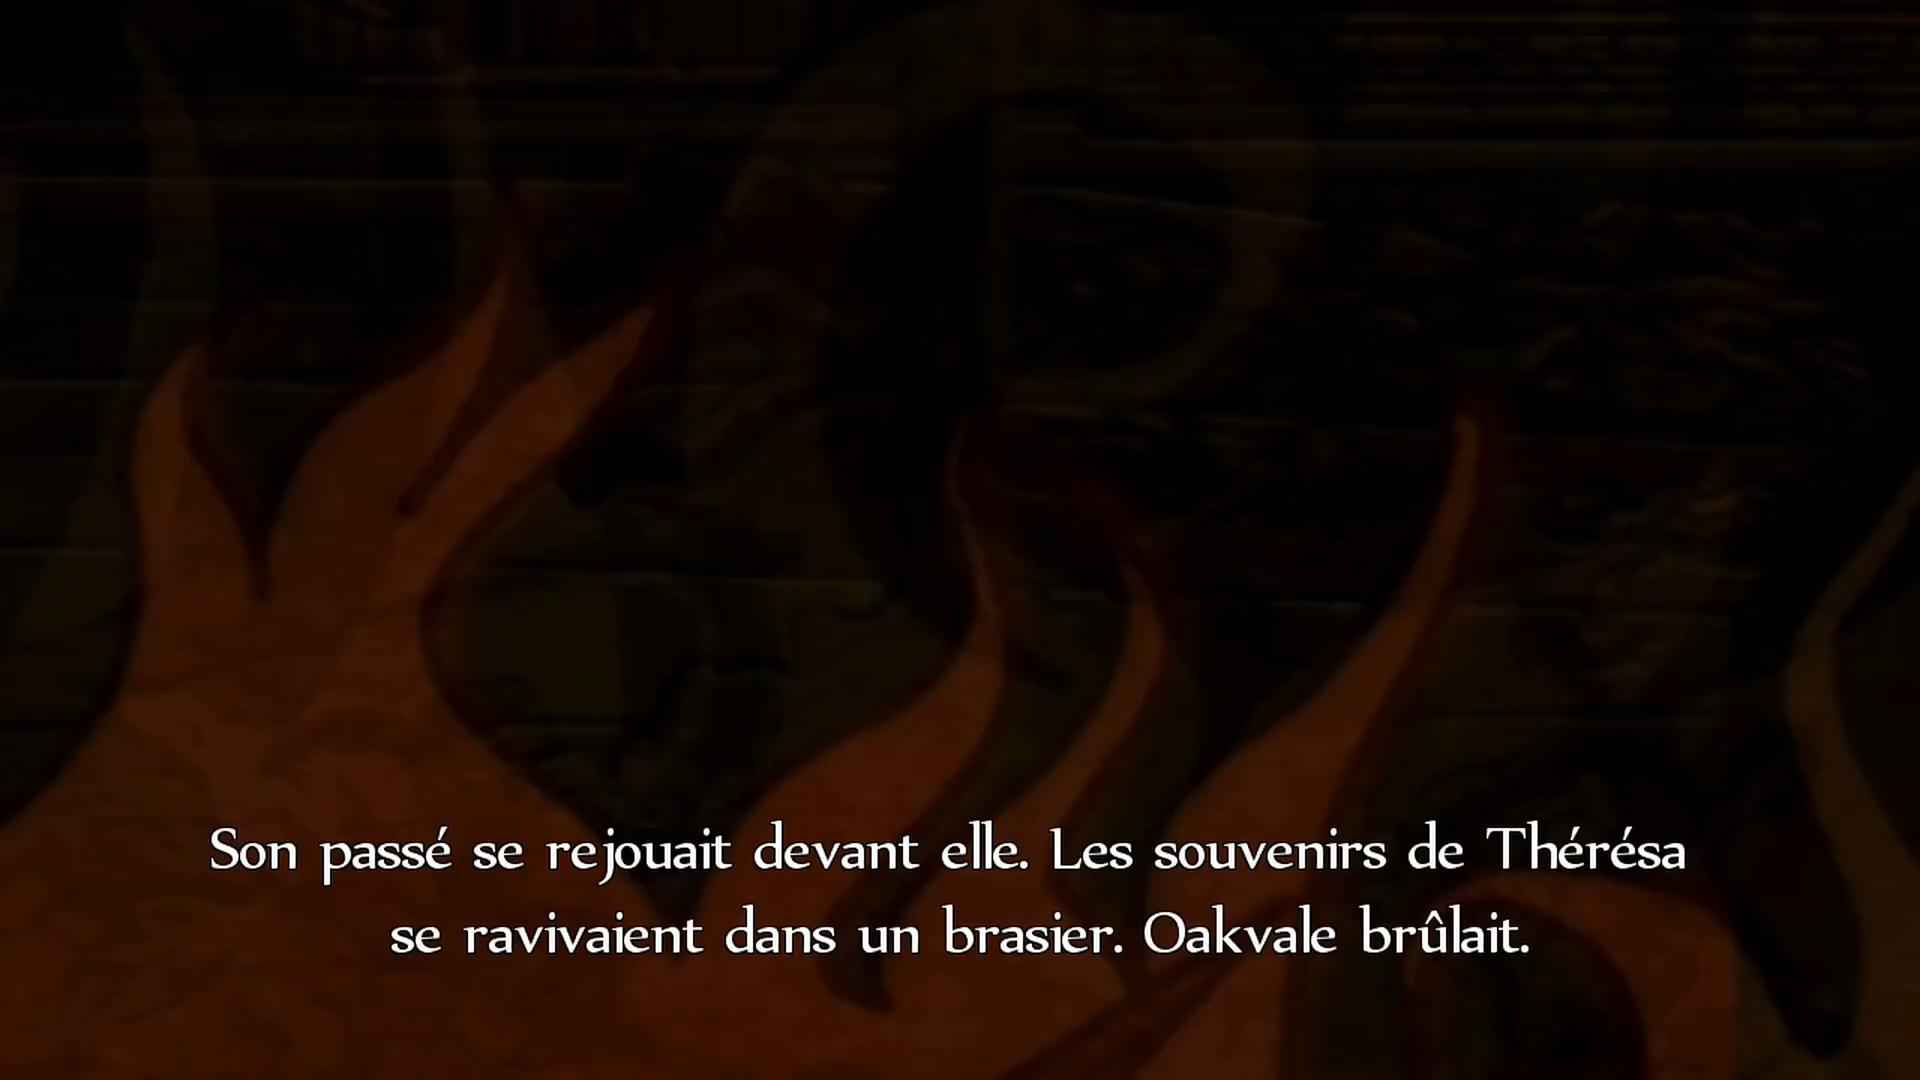 Son passé se rejouait devant elle. Les souvenirs de Thérésa
se ravivaient dans un brasier. Oakvale brûlait.